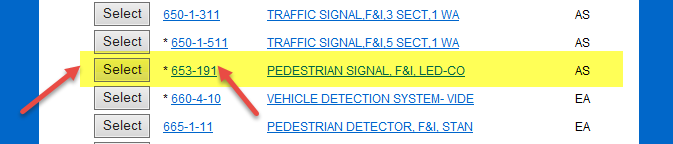 Select 650-1-311 TRAFFIC SIGNAL,F&I,3 SECT,1 WA AS
Select * 650-1-511 TRAFFIC SIGNAL,F&I,5 SECT,1 WA AS
Select * 653-191 PEDESTRIAN SIGNAL, F&I, LED-CO AS
Select * 660-4-10 VEHICLE DETECTION SYSTEM- VIDE EA
Select 665-1-11 PEDESTRIAN DETECTOR, F&I, STAN EA